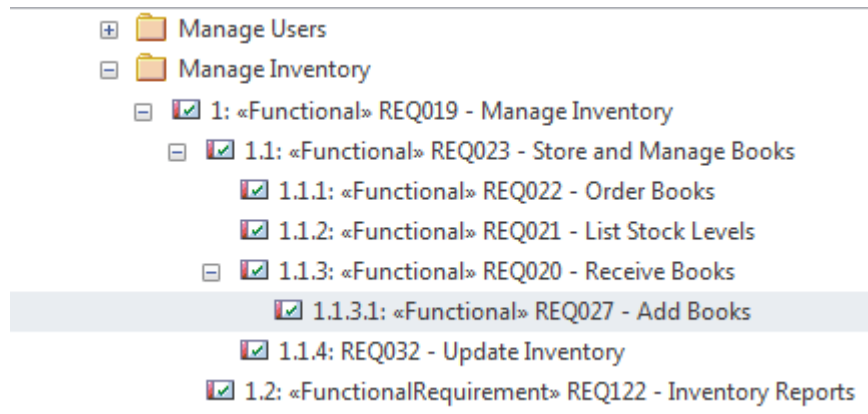 Manage Users
Manage Inventory
1: «Functional» REQ019 - Manage Inventory
1.1: «Functional» REQ023 - Store and Manage Books
1.1.1: «Functional» REQ022 - Order Books
1.1.2: «Functional» REQ021 - List Stock Levels
1.1.3: «Functional» REQ020 - Receive Books
1.1.3.1: «Functional» REQ027 - Add Books
1.1.4: REQ032 - Update Inventory
1.2: «FunctionalRequirement» REQ122 - Inventory Reports